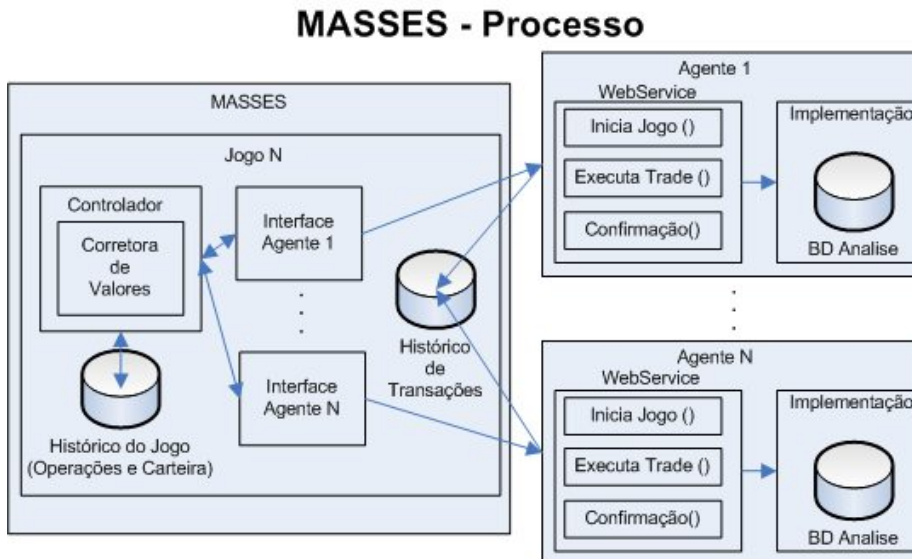 MASSES - Processo
MASSES
Jogo N
Controlador
Corretora
de
Valores
Histórico do Jogo
(Operações e Carteira)
Interface
Agente 1
Interface
Agente N
Histórico
de
Transações
Agente 1
WebService
Inicia Jogo ()
Executa Trade ()
Confirmação()
Implementação
BD Analise
Agente N
WebService
Inicia Jogo ()
Executa Trade ()
Confirmação()
Implementação
BD Analise